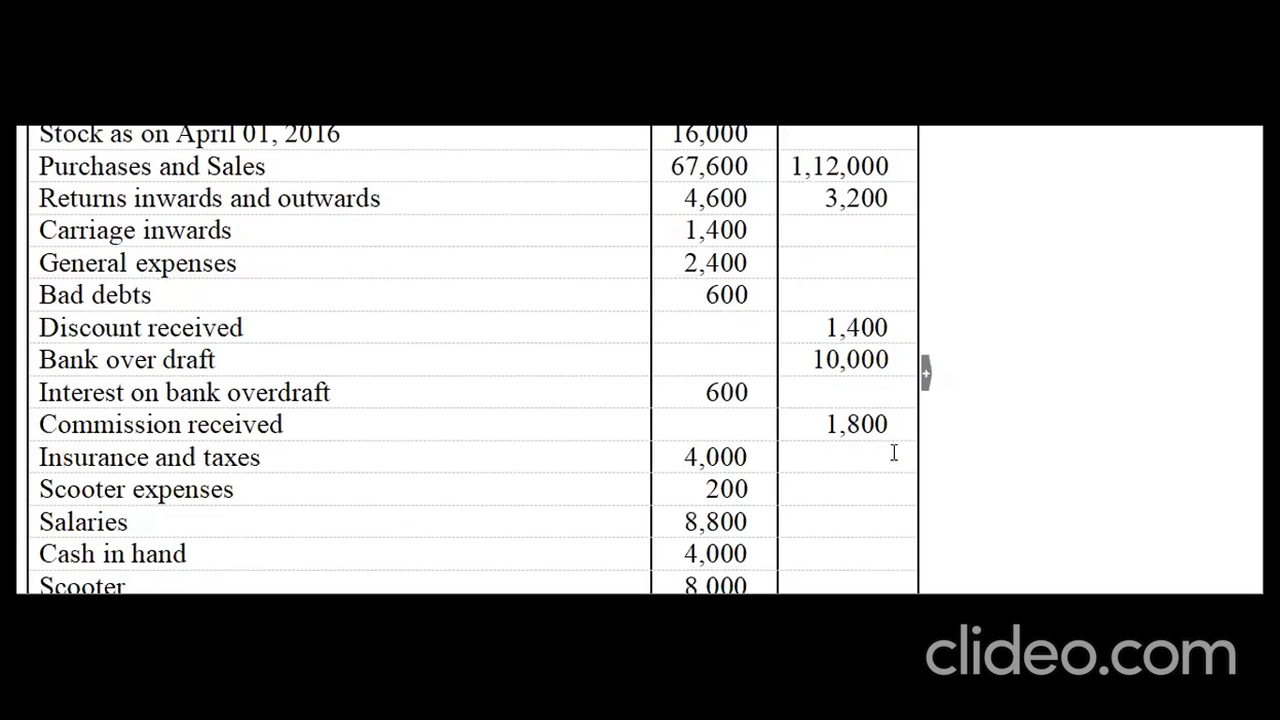 Stock as on April 01, 2016 16,000
Purchases and Sales 67,600 1,12,000
Returns inwards and outwards 4,600 3,200
Carriage inwards 1,400
General expenses 2,400
Bad debts 600
Discount received 1,400
Bank over draft 10,000
Interest on bank overdraft 600
Commission received 1,800
Insurance and taxes 4,000
Scooter expenses 200
Salaries 8,800
Cash in hand 4,000
Scooter 8,000
clideo.com